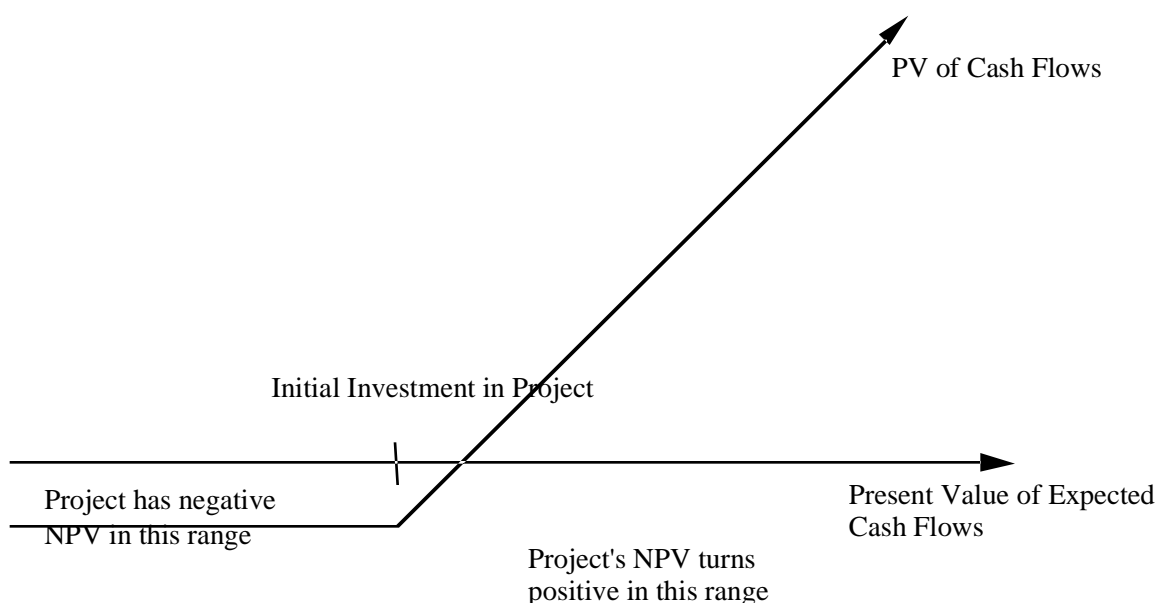 PV of Cash Flows
Initial Investment in Project
Project has negative
NPV in this range
Present Value of Expected
Cash Flows
Project's NPV turns
positive in this range